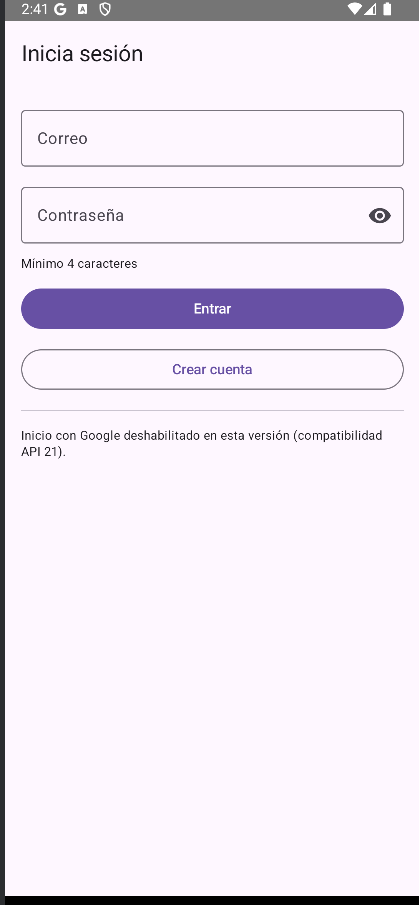 2:41
Inicia sesión
Correo
Contraseña
Mínimo 4 caracteres
Entrar
Crear cuenta
Inicio con Google deshabilitado en esta versión (compatibilidad
API 21).